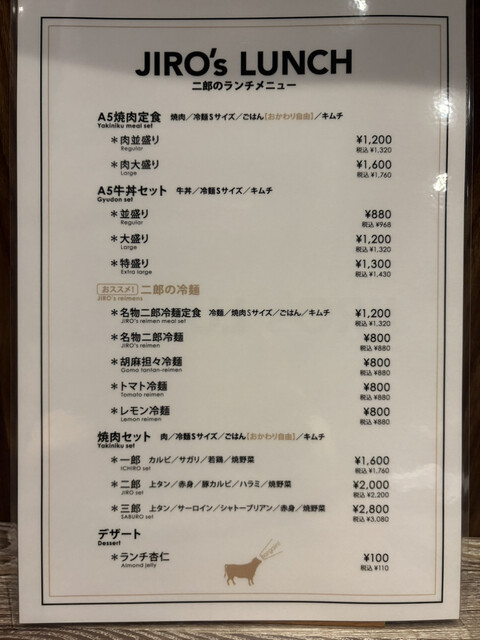 JIRO's LUNCH
二郎のランチメニュー
A5焼肉定食 焼肉／冷麺Sサイズ／ごはん[おかわり自由]／キムチ
Yakiniku meal set
＊肉並盛り ¥1,200
Regular 税込 ¥1,320
＊肉大盛り ¥1,600
Large 税込 ¥1,760
A5牛丼セット 牛丼／冷麺Sサイズ／キムチ
Gyudon set
＊並盛り ¥880
Regular 税込 ¥968
＊大盛り ¥1,200
Large 税込 ¥1,320
＊特盛り ¥1,300
Extra large 税込 ¥1,430
おススメ! 二郎の冷麺
JIRO's reimens
＊名物二郎冷麺定食 冷麺／焼肉Sサイズ／ごはん／キムチ ¥1,200
JIRO's reimen meal set 税込 ¥1,320
＊名物二郎冷麺 ¥800
JIRO's reimen 税込 ¥880
＊胡麻担々冷麺 ¥800
Goma tantan-reimen 税込 ¥880
＊トマト冷麺 ¥800
Tomato reimen 税込 ¥880
＊レモン冷麺 ¥800
Lemon reimen 税込 ¥880
焼肉セット 肉／冷麺Sサイズ／ごはん[おかわり自由]／キムチ
Yakiniku set
＊一郎 カルビ／サガリ／若鶏／焼野菜 ¥1,600
ICHIRO set 税込 ¥1,760
＊二郎 上タン／赤身／豚カルビ／ハラミ／焼野菜 ¥2,000
JIRO set 税込 ¥2,200
＊三郎 上タン／サーロイン／シャトーブリアン／赤身／焼野菜 ¥2,800
SABURO set 税込 ¥3,080
デザート
Dessert
＊ランチ杏仁 ¥100
Almond jelly 税込 ¥110